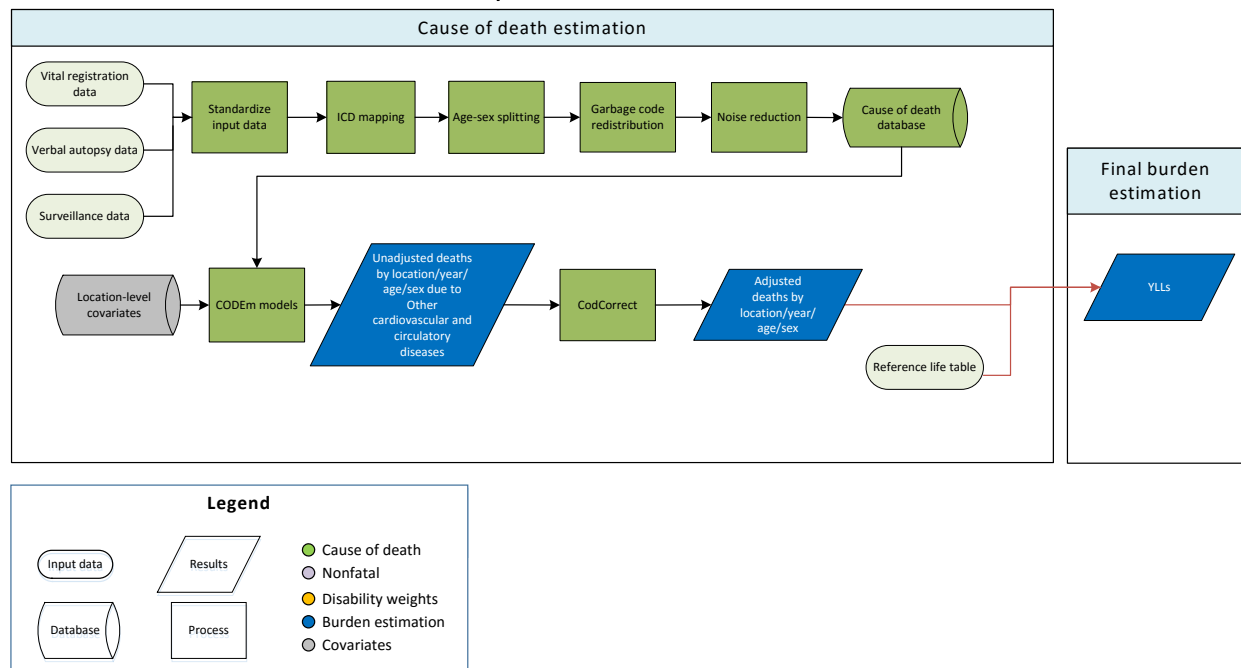 Cause of death estimation
Vital registration
data
Verbal autopsy data
Surveillance data
Standardize
input data
ICD mapping
Age-sex splitting
Garbage code
redistribution
Noise reduction
Cause of death
database
Location-level
covariates
CODEm models
Unadjusted deaths
by location/year/
age/sex due to
Other
cardiovascular and
circulatory
diseases
CodCorrect
Adjusted
deaths by
location/year/
age/sex
Reference life table
Final burden
estimation
YLLs
Legend
Input data
Results
Database
Process
Cause of death
Nonfatal
Disability weights
Burden estimation
Covariates